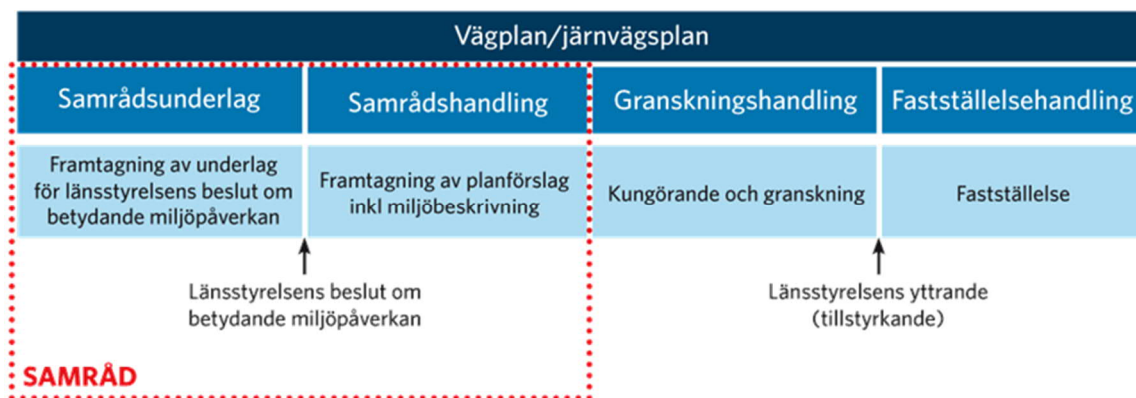 Vägplan/järnvägsplan
Samrådsunderlag
Samrådshandling
Granskningshandling
Fastställelsehandling
Framtagning av underlag
för länsstyrelsens beslut om
betydande miljöpåverkan
Framtagning av planförslag
inkl miljöbeskrivning
Kungörande och granskning
Fastställelse
Länsstyrelsens beslut om
betydande miljöpåverkan
Länsstyrelsens yttrande
(tillstyrkande)
SAMRÅD